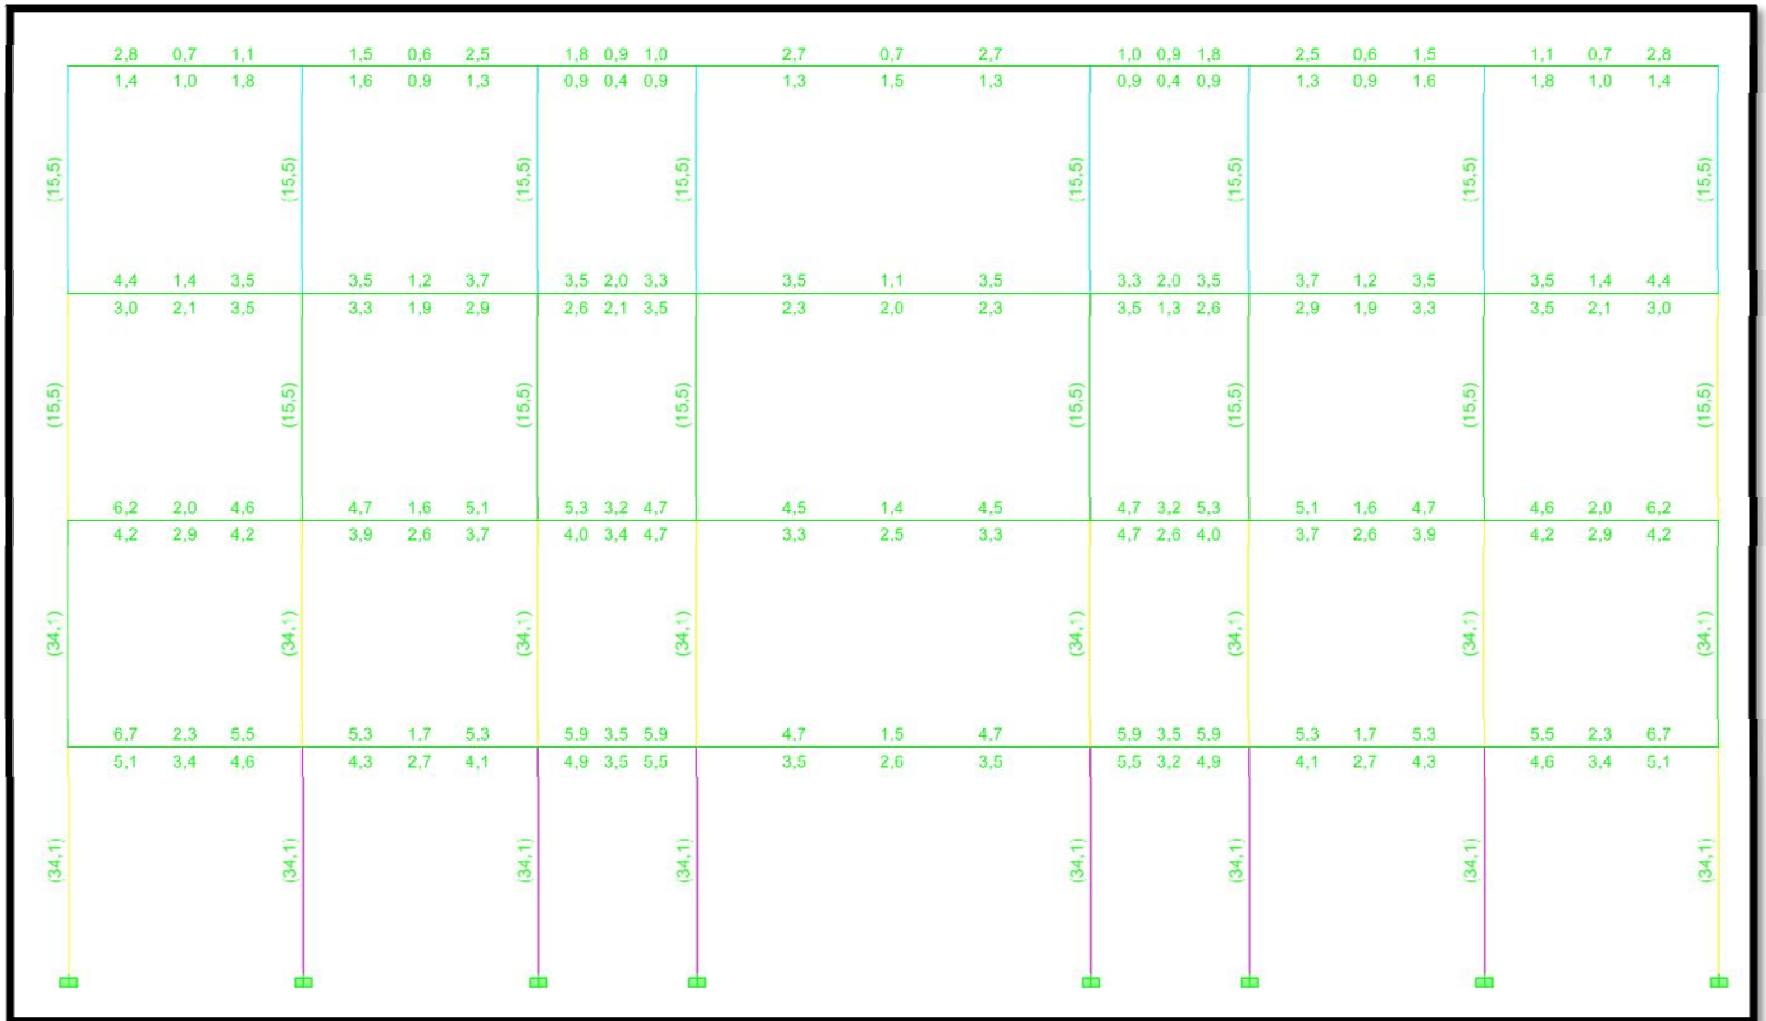 2,8 0,7 1,1 1,5 0,6 2,5 1,8 0,9 1,0 2,7 0,7 2,7 1,0 0,9 1,8 2,5 0,6 1,5 1,1 0,7 2,8
1,4 1,0 1,8 1,6 0,9 1,3 0,9 0,4 0,9 1,3 1,5 1,3 0,9 0,4 0,9 1,3 0,9 1,6 1,8 1,0 1,4
(15,5) (15,5) (15,5) (15,5) (15,5) (15,5) (15,5) (15,5)
4,4 1,4 3,5 3,5 1,2 3,7 3,5 2,0 3,3 3,5 1,1 3,5 3,3 2,0 3,5 3,7 1,2 3,5 3,5 1,4 4,4
3,0 2,1 3,5 3,3 1,9 2,9 2,6 2,1 3,5 2,3 2,0 2,3 3,5 1,3 2,6 2,9 1,9 3,3 3,5 2,1 3,0
(15,5) (15,5) (15,5) (15,5) (15,5) (15,5) (15,5) (15,5)
6,2 2,0 4,6 4,7 1,6 5,1 5,3 3,2 4,7 4,5 1,4 4,5 4,7 3,2 5,3 5,1 1,6 4,7 4,6 2,0 6,2
4,2 2,9 4,2 3,9 2,6 3,7 4,0 3,4 4,7 3,3 2,5 3,3 4,7 2,6 4,0 3,7 2,6 3,9 4,2 2,9 4,2
(34,1) (34,1) (34,1) (34,1) (34,1) (34,1) (34,1) (34,1)
6,7 2,3 5,5 5,3 1,7 5,3 5,9 3,5 5,9 4,7 1,5 4,7 5,9 3,5 5,9 5,3 1,7 5,3 5,5 2,3 6,7
5,1 3,4 4,6 4,3 2,7 4,1 4,9 3,5 5,5 3,5 2,6 3,5 5,5 3,2 4,9 4,1 2,7 4,3 4,6 3,4 5,1
(34,1) (34,1) (34,1) (34,1) (34,1) (34,1) (34,1) (34,1)